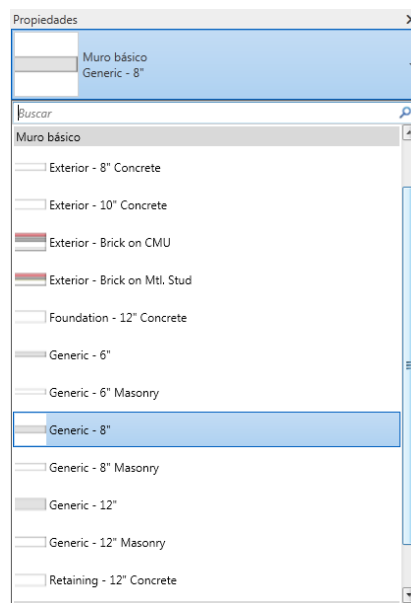 Propiedades
Muro básico
Generic - 8"
Buscar
Muro básico
Exterior - 8" Concrete
Exterior - 10" Concrete
Exterior - Brick on CMU
Exterior - Brick on Mtl. Stud
Foundation - 12" Concrete
Generic - 6"
Generic - 6" Masonry
Generic - 8"
Generic - 8" Masonry
Generic - 12"
Generic - 12" Masonry
Retaining - 12" Concrete